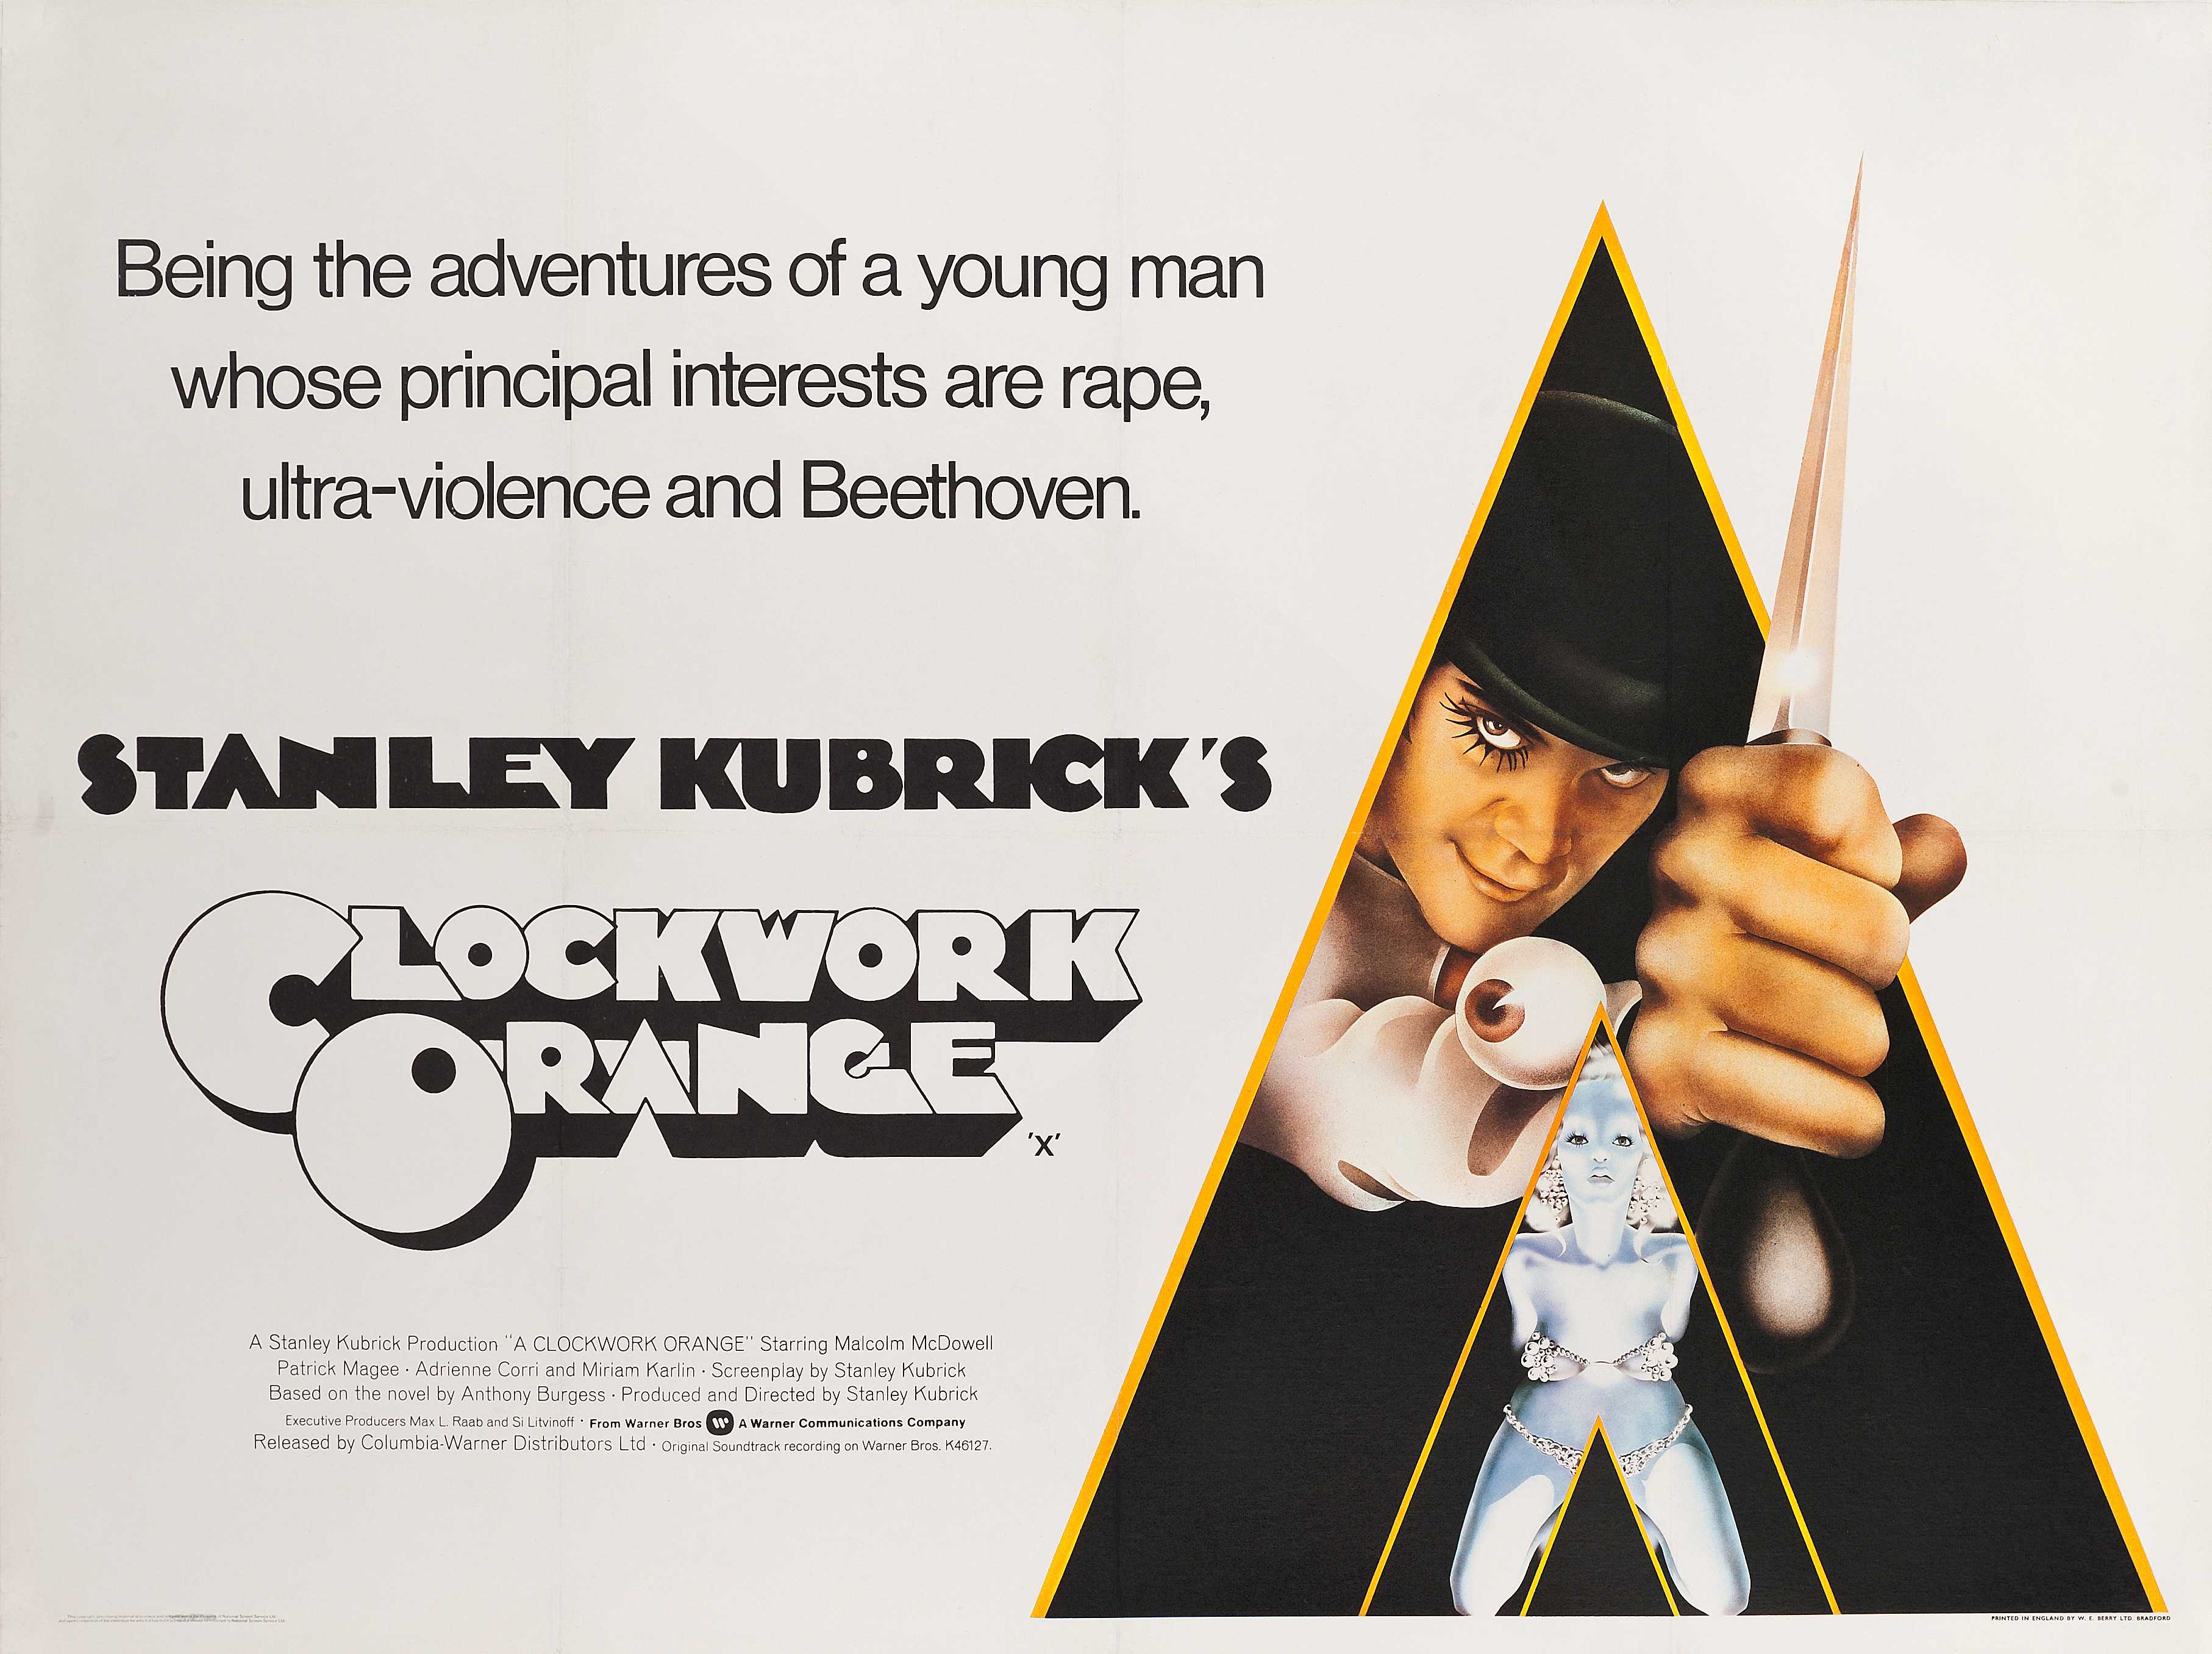 Being the adventures of a young man
whose principal interests are rape,
ultra-violence and Beethoven.
STANLEY KUBRICK'S
CLOCKWORK
ORANGE
'X'
A Stanley Kubrick Production "A CLOCKWORK ORANGE" Starring Malcolm McDowell
Patrick Magee · Adrienne Corri and Miriam Karlin · Screenplay by Stanley Kubrick
Based on the novel by Anthony Burgess · Produced and Directed by Stanley Kubrick
Executive Producers Max L. Raab and Si Litvinoff · From Warner Bros W A Warner Communications Company
Released by Columbia-Warner Distributors Ltd · Original Soundtrack recording on Warner Bros. K46127.
PRINTED IN ENGLAND BY W. E. BERRY LTD. BRADFORD